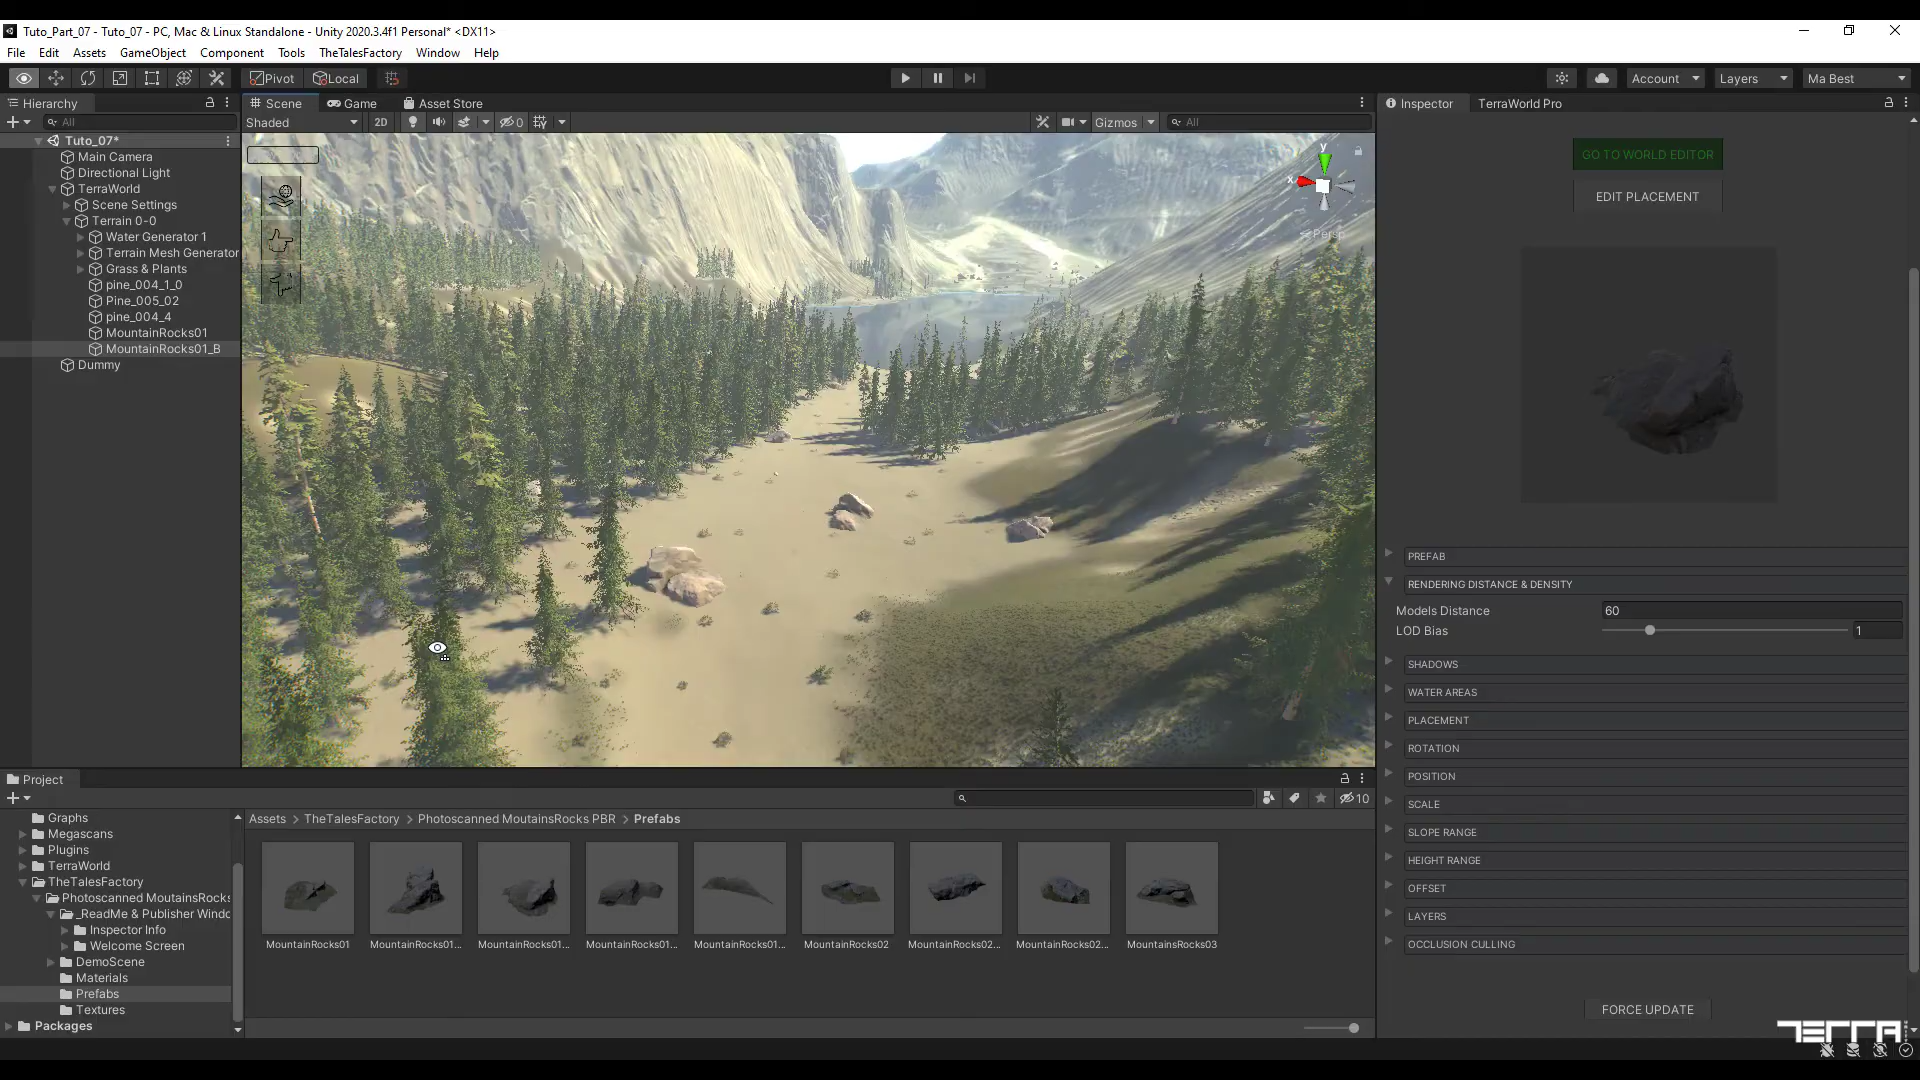 Tuto_Part_07 - Tuto_07 - PC, Mac & Linux Standalone - Unity 2020.3.4f1 Personal* <DX11>
File Edit Assets GameObject Component Tools TheTalesFactory Window Help
Pivot Local Account Layers Ma Best
Hierarchy
All
Tuto_07*
Main Camera
Directional Light
TerraWorld
Scene Settings
Terrain 0-0
Water Generator 1
Terrain Mesh Generator
Grass & Plants
pine_004_1_0
Pine_005_02
pine_004_4
MountainRocks01
MountainRocks01_B
Dummy
Scene Game Asset Store
Shaded 2D 0 Gizmos All
y
x
Persp
Inspector TerraWorld Pro
GO TO WORLD EDITOR
EDIT PLACEMENT
PREFAB
RENDERING DISTANCE & DENSITY
Models Distance 60
LOD Bias 1
SHADOWS
WATER AREAS
PLACEMENT
ROTATION
POSITION
SCALE
SLOPE RANGE
HEIGHT RANGE
OFFSET
LAYERS
OCCLUSION CULLING
FORCE UPDATE
TERRA
Project
10
Graphs
Megascans
Plugins
TerraWorld
TheTalesFactory
Photoscanned MoutainsRocks
_ReadMe & Publisher Windo
Inspector Info
Welcome Screen
DemoScene
Materials
Prefabs
Textures
Packages
Assets > TheTalesFactory > Photoscanned MoutainsRocks PBR > Prefabs
MountainRocks01 MountainRocks01... MountainRocks01... MountainRocks01... MountainRocks01... MountainRocks02 MountainRocks02... MountainRocks02... MountainsRocks03